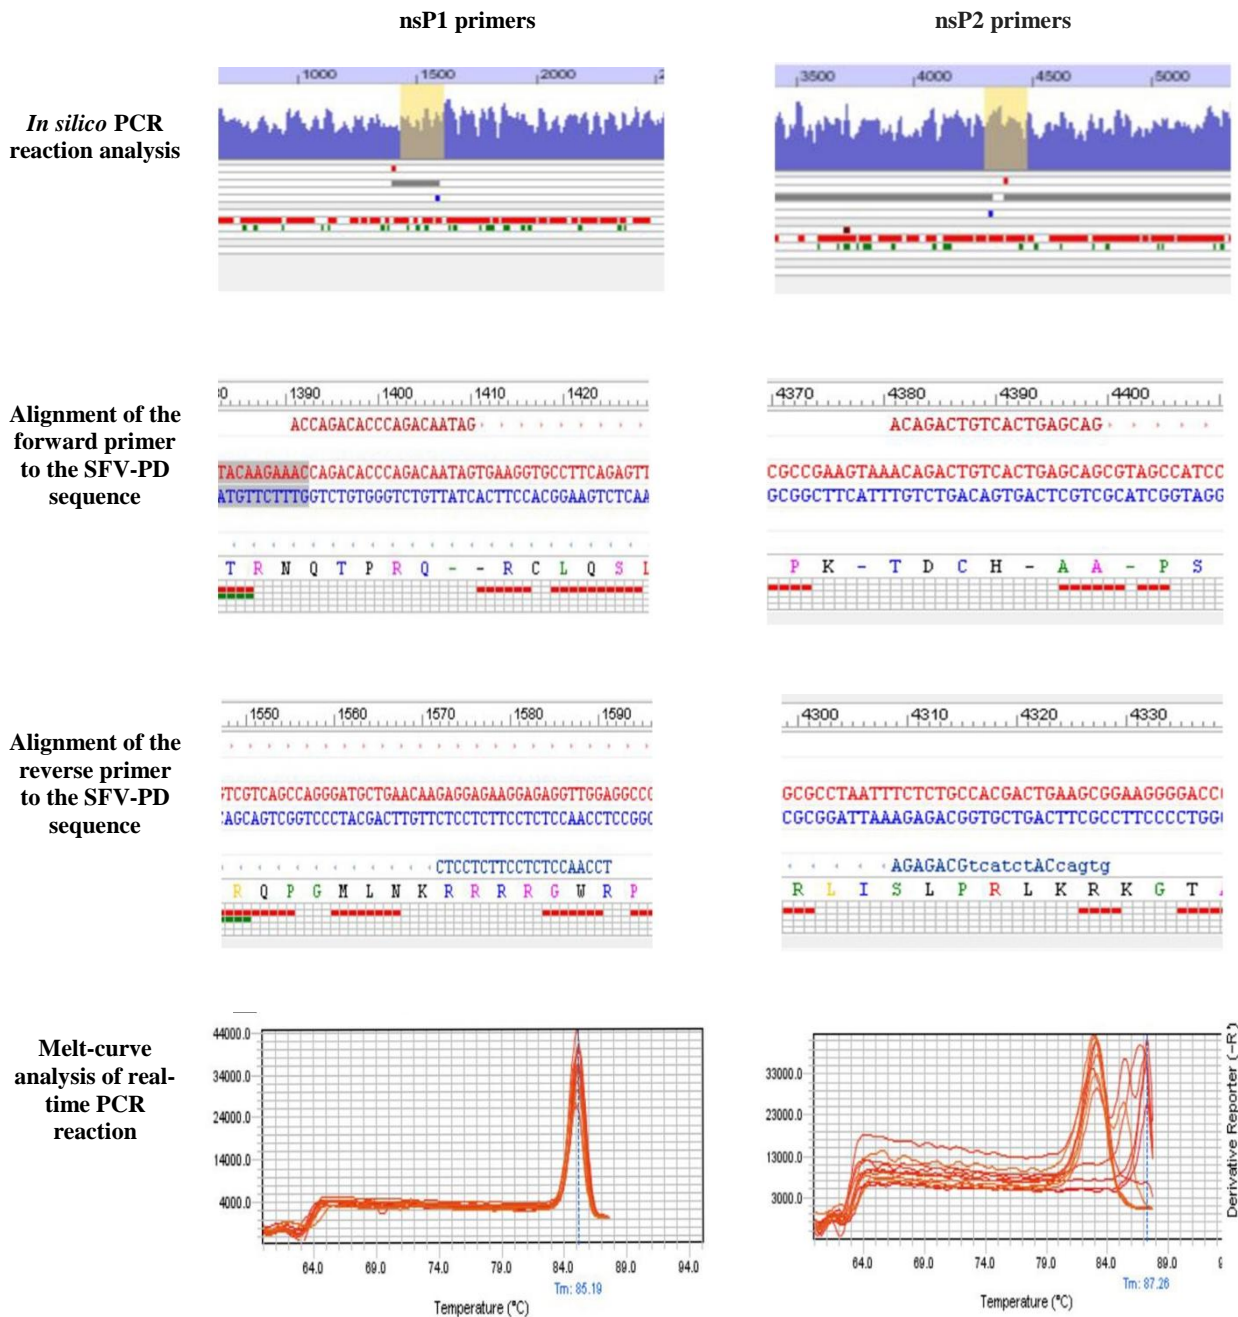 nsP1 primers
nsP2 primers
In silico PCR
reaction analysis
1000 1500 2000
3500 4000 4500 5000
Alignment of the
forward primer
to the SFV-PD
sequence
1390 1400 1410 1420
ACCAGACACCCAGACAATAG
TACAAGAAACCAGACACCCAGACAATAGTGAAGGTGCCTTCAGAGTT
ATGTTCTTTGGTCTGTGGGTCTGTTATCACTTCCACGGAAGTCTCAA
T R N Q T P R Q - - R C L Q S L
4370 4380 4390 4400
ACAGACTGTCACTGAGCAG
CGCCGAAGTAAACAGACTGTCACTGAGCAGCGTAGCCATCC
GCGGCTTCATTTGTCTGACAGTGACTCGTCGCATCGGTAGG
P K - T D C H - A A - P S
Alignment of the
reverse primer
to the SFV-PD
sequence
1550 1560 1570 1580 1590
GTCGTCAGCCAGGGATGCTGAACAAGAGGAGAAGGAGAGGTTGGAGGCCC
CAGCAGTCGGTCCCTACGACTTGTTCTCCTCTTCCTCTCCAACCTCCGGG
CTCCTCTTCCTCTCCAACCT
R Q P G M L N K R R R R G W R P
4300 4310 4320 4330
GCGCCTAATTTCTCTGCCACGACTGAAGCGGAAGGGGACC
CGCGGATTAAAGAGACGGTGCTGACTTCGCCTTCCCCTGG
AGAGACGtcatctACcagtg
R L I S L P R L K R K G T
Melt-curve
analysis of real-
time PCR
reaction
44000.0
34000.0
24000.0
14000.0
4000.0
64.0 69.0 74.0 79.0 84.0 89.0 94.0
Tm: 85.19
Temperature (°C)
33000.0
23000.0
13000.0
3000.0
64.0 69.0 74.0 79.0 84.0 89.0
Tm: 87.26
Temperature (°C)
Derivative Reporter (-R')